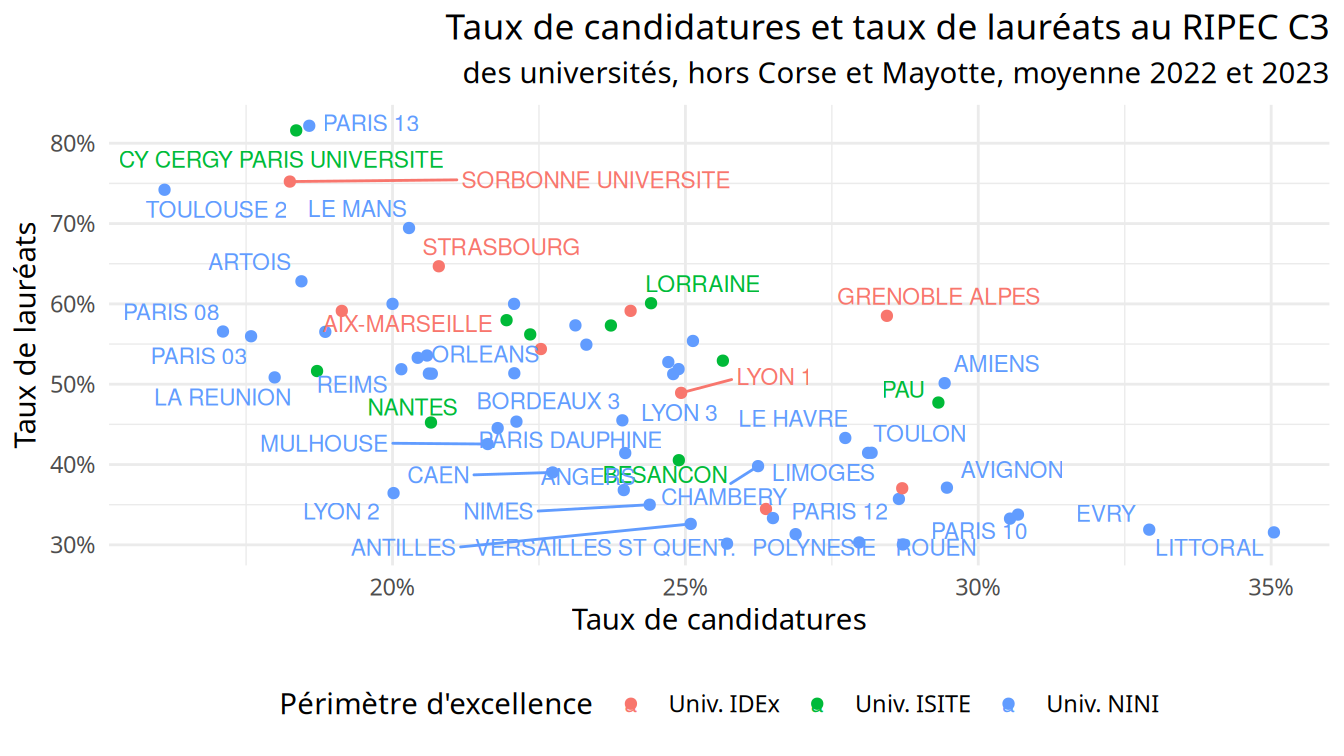 Taux de candidatures et taux de lauréats au RIPEC C3
des universités, hors Corse et Mayotte, moyenne 2022 et 2023
Taux de lauréats
80%
70%
60%
50%
40%
30%
PARIS 13
CY CERGY PARIS UNIVERSITE
SORBONNE UNIVERSITE
TOULOUSE 2
LE MANS
STRASBOURG
ARTOIS
LORRAINE
GRENOBLE ALPES
PARIS 08
AIX-MARSEILLE
PARIS 03
ORLEANS
AMIENS
LYON 1
REIMS
PAU
LA REUNION
BORDEAUX 3
NANTES
LYON 3
LE HAVRE
TOULON
MULHOUSE
PARIS DAUPHINE
AVIGNON
CAEN
ANGERS
BESANCON
LIMOGES
CHAMBERY
LYON 2
NIMES
PARIS 12
EVRY
PARIS 10
ANTILLES
VERSAILLES ST QUENT.
POLYNESIE
ROUEN
LITTORAL
20%
25%
30%
35%
Taux de candidatures
Périmètre d'excellence
Univ. IDEx
Univ. ISITE
Univ. NINI